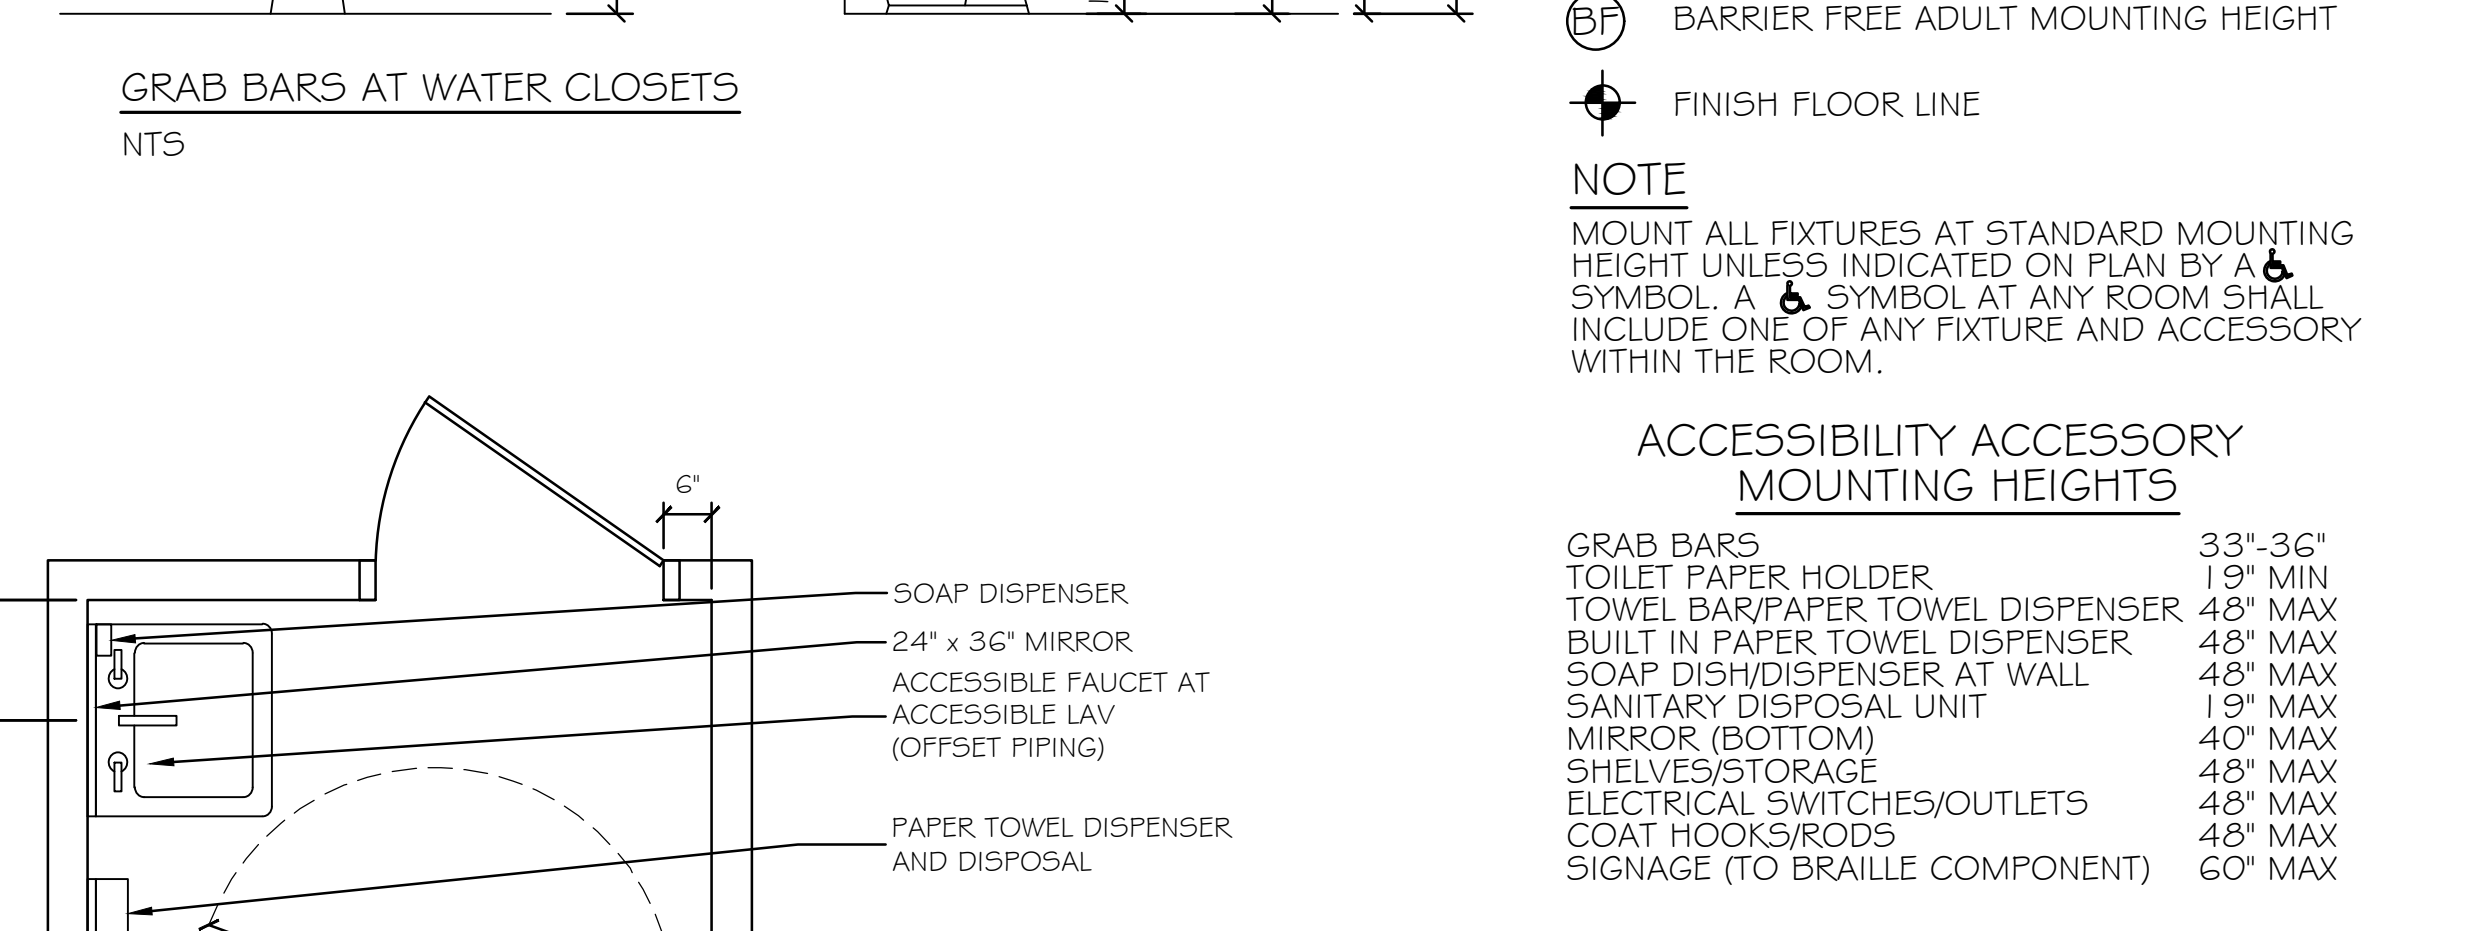 GRAB BARS AT WATER CLOSETS
NTS
BF BARRIER FREE ADULT MOUNTING HEIGHT
FINISH FLOOR LINE
NOTE
MOUNT ALL FIXTURES AT STANDARD MOUNTING
HEIGHT UNLESS INDICATED ON PLAN BY A
SYMBOL. A SYMBOL AT ANY ROOM SHALL
INCLUDE ONE OF ANY FIXTURE AND ACCESSORY
WITHIN THE ROOM.
6"
SOAP DISPENSER
24" x 36" MIRROR
ACCESSIBLE FAUCET AT
ACCESSIBLE LAV
(OFFSET PIPING)
PAPER TOWEL DISPENSER
AND DISPOSAL
ACCESSIBILITY ACCESSORY
MOUNTING HEIGHTS
GRAB BARS 33"-36"
TOILET PAPER HOLDER 19" MIN
TOWEL BAR/PAPER TOWEL DISPENSER 48" MAX
BUILT IN PAPER TOWEL DISPENSER 48" MAX
SOAP DISH/DISPENSER AT WALL 48" MAX
SANITARY DISPOSAL UNIT 19" MAX
MIRROR (BOTTOM) 40" MAX
SHELVES/STORAGE 48" MAX
ELECTRICAL SWITCHES/OUTLETS 48" MAX
COAT HOOKS/RODS 48" MAX
SIGNAGE (TO BRAILLE COMPONENT) 60" MAX